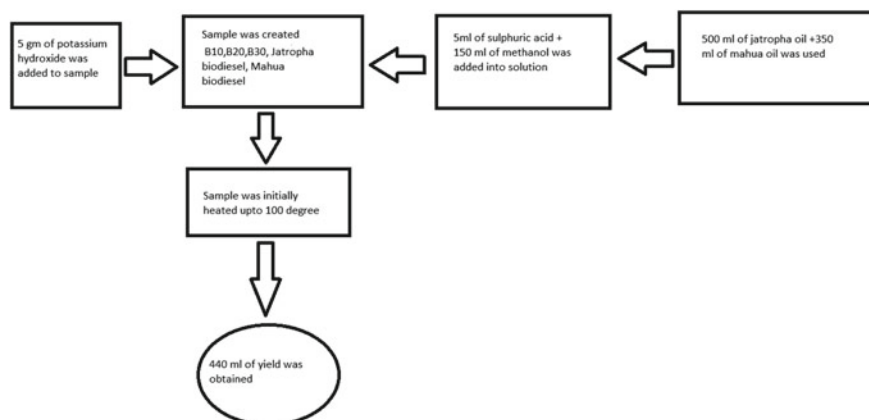 5 gm of potassium
hydroxide was
added to sample
Sample was created
B10,B20,B30, Jatropha
biodiesel, Mahua
biodiesel
5ml of sulphuric acid +
150 ml of methanol was
added into solution
500 ml of jatropha oil +350
ml of mahua oil was used
Sample was initially
heated upto 100 degree
440 ml of yield was
obtained